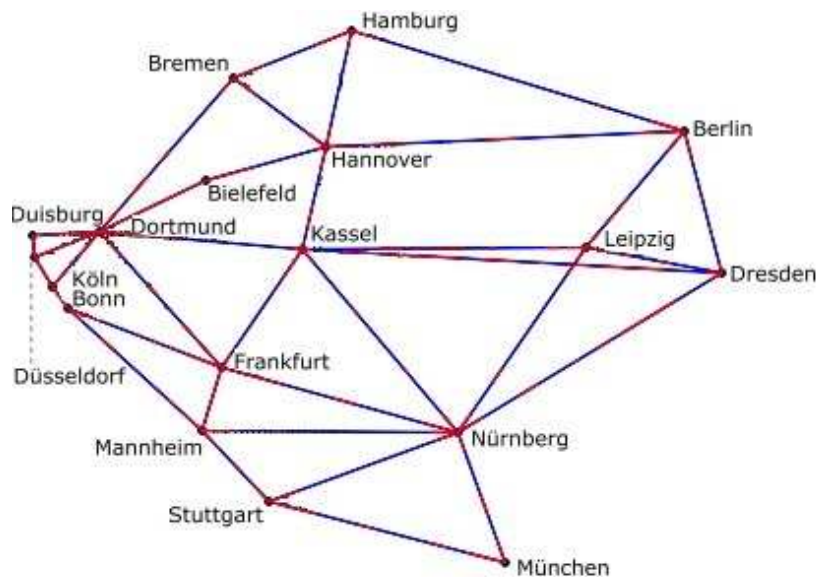 Hamburg
Bremen
Berlin
Hannover
Bielefeld
Duisburg
Dortmund
Kassel
Leipzig
Dresden
Köln
Bonn
Frankfurt
Düsseldorf
Mannheim
Nürnberg
Stuttgart
München